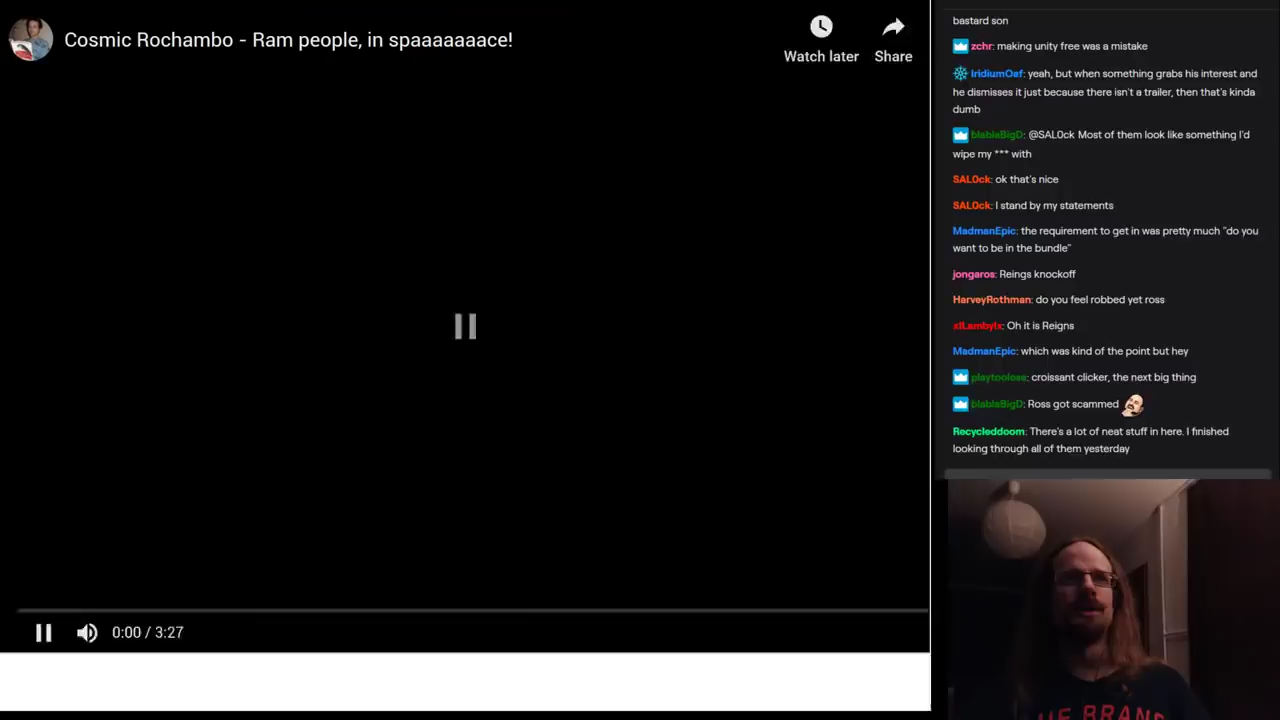 Cosmic Rochambo - Ram people, in spaaaaaaace!
Watch later
Share
0:00 / 3:27
bastard son
zchr: making unity free was a mistake
IridiumOaf: yeah, but when something grabs his interest and
he dismisses it just because there isn't a trailer, then that's kinda
dumb
blablaBigD: @SAL0ck Most of them look like something I'd
wipe my *** with
SAL0ck: ok that's nice
SAL0ck: I stand by my statements
MadmanEpic: the requirement to get in was pretty much "do you
want to be in the bundle"
jongaros: Reings knockoff
HarveyRothman: do you feel robbed yet ross
Oh it is Reigns
MadmanEpic: which was kind of the point but hey
playtooloose: croissant clicker, the next big thing
blablaBigD: Ross got scammed
Recycleddoom: There's a lot of neat stuff in here. I finished
looking through all of them yesterday
UE BRAND